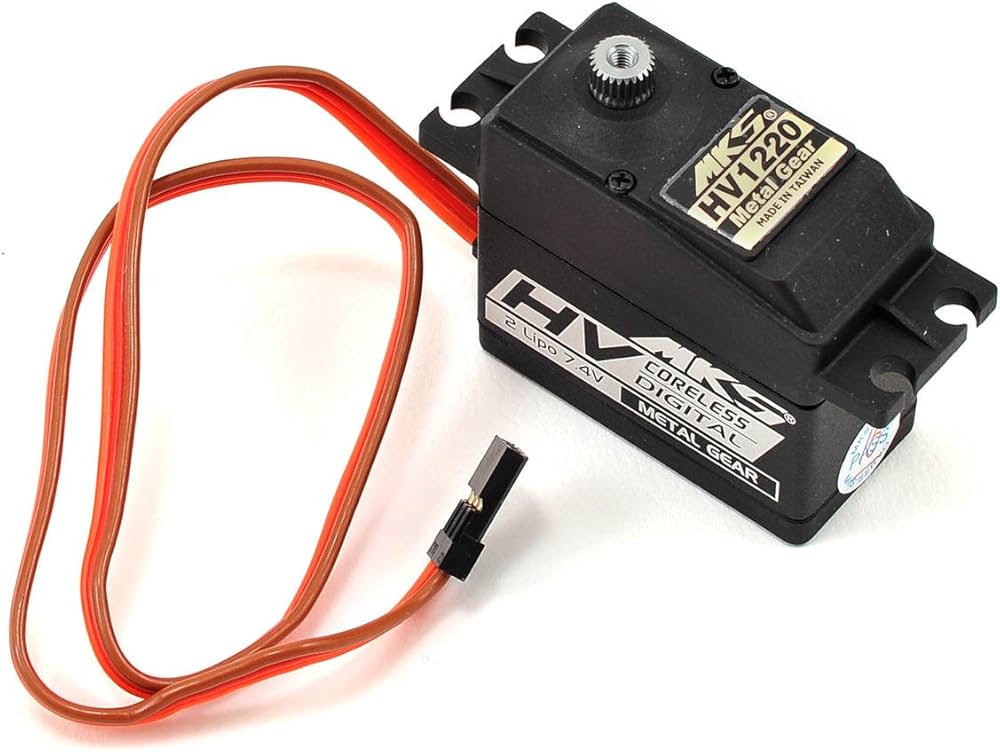 MKS®
HV1220
Metal Gear
MADE IN TAIWAN
HV
2 Lipo 7.4V
MKS®
CORELESS
DIGITAL
METAL GEAR